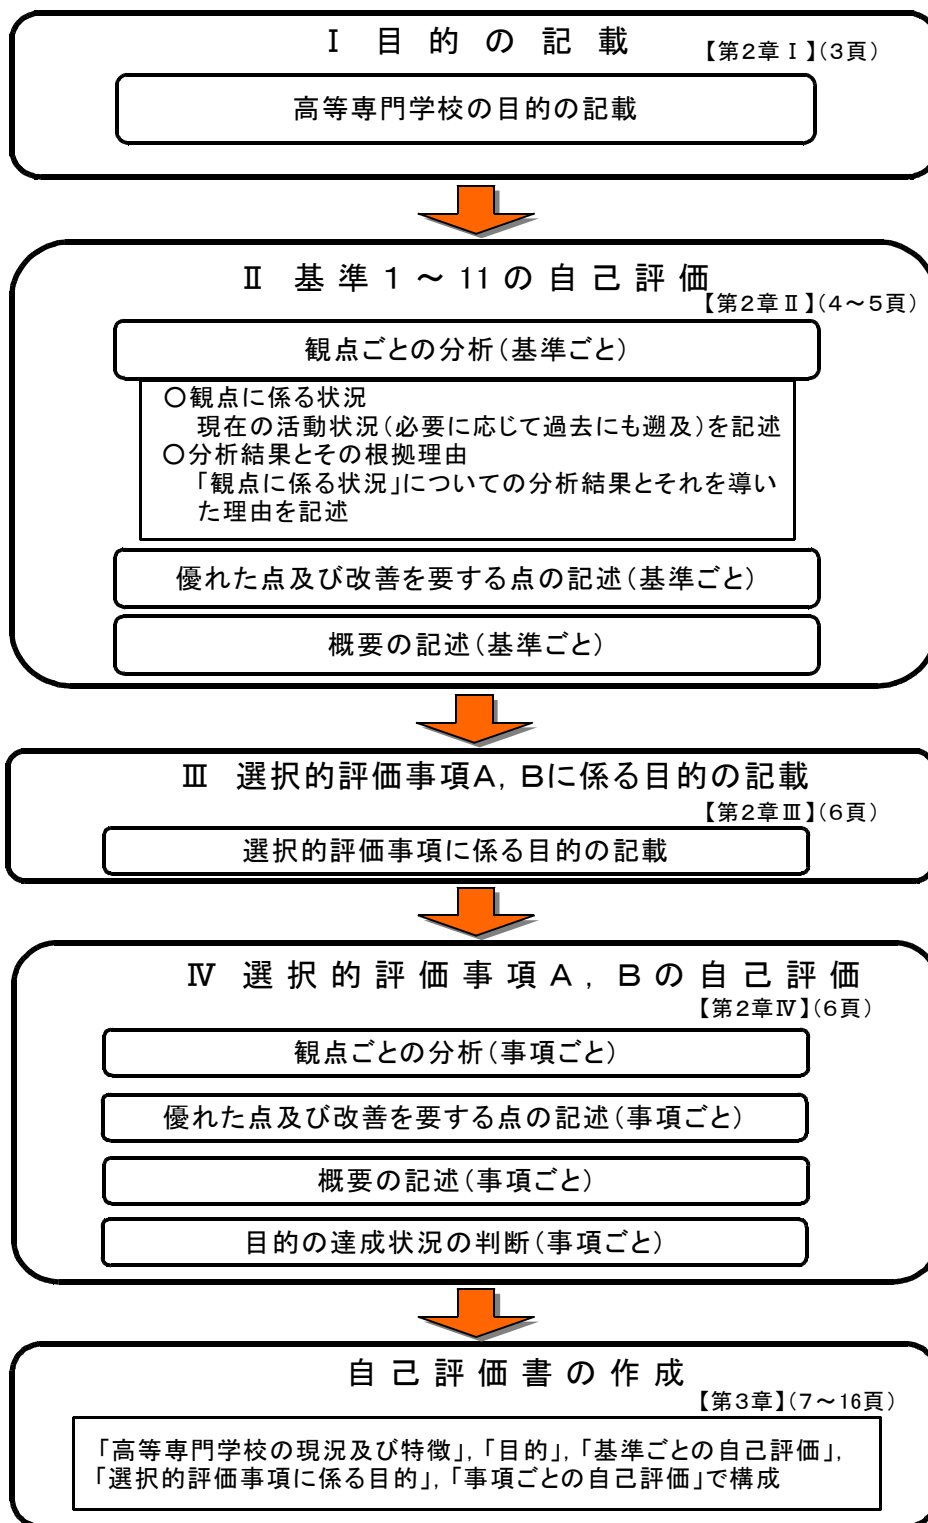 Ⅰ 目的の記載
【第2章Ⅰ】(3頁)
高等専門学校の目的の記載
Ⅱ 基準1～11の自己評価
【第2章Ⅱ】(4～5頁)
観点ごとの分析(基準ごと)
○観点に係る状況
現在の活動状況(必要に応じて過去にも遡及)を記述
○分析結果とその根拠理由
「観点に係る状況」についての分析結果とそれを導い
た理由を記述
優れた点及び改善を要する点の記述(基準ごと)
概要の記述(基準ごと)
Ⅲ 選択的評価事項A, Bに係る目的の記載
【第2章Ⅲ】(6頁)
選択的評価事項に係る目的の記載
Ⅳ 選択的評価事項A, Bの自己評価
【第2章Ⅳ】(6頁)
観点ごとの分析(事項ごと)
優れた点及び改善を要する点の記述(事項ごと)
概要の記述(事項ごと)
目的の達成状況の判断(事項ごと)
自己評価書の作成
【第3章】(7～16頁)
「高等専門学校の現況及び特徴」, 「目的」, 「基準ごとの自己評価」,
「選択的評価事項に係る目的」, 「事項ごとの自己評価」で構成